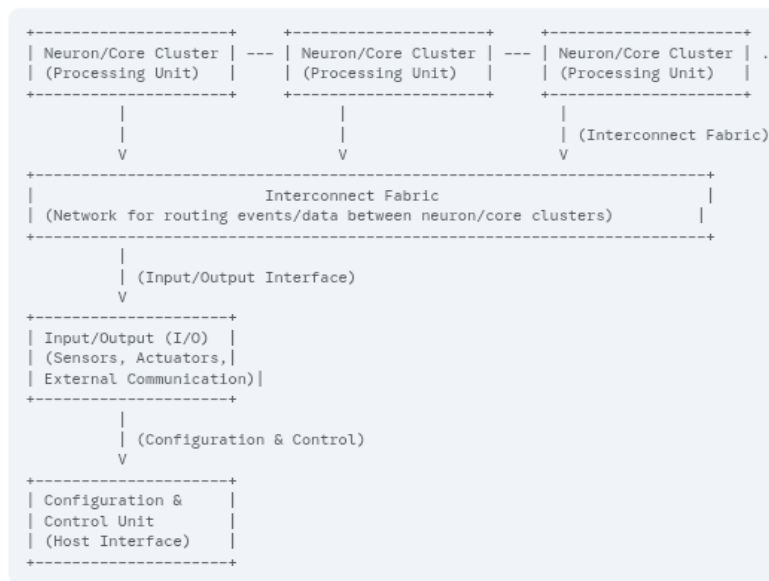 +----------------------+     +----------------------+     +----------------------+
| Neuron/Core Cluster | --- | Neuron/Core Cluster | --- | Neuron/Core Cluster | .
| (Processing Unit)   |     | (Processing Unit)   |     | (Processing Unit)   |
+----------------------+     +----------------------+     +----------------------+
          |                       |                       |
          |                       |                       | (Interconnect Fabric)
          V                       V                       V
+-------------------------------------------------------------------------+
|                         Interconnect Fabric                             |
| (Network for routing events/data between neuron/core clusters)         |
+-------------------------------------------------------------------------+
          |
          | (Input/Output Interface)
          V
+----------------------+
| Input/Output (I/O)  |
| (Sensors, Actuators,|
| External Communication)|
+----------------------+
          |
          | (Configuration & Control)
          V
+----------------------+
| Configuration &     |
| Control Unit        |
| (Host Interface)    |
+----------------------+